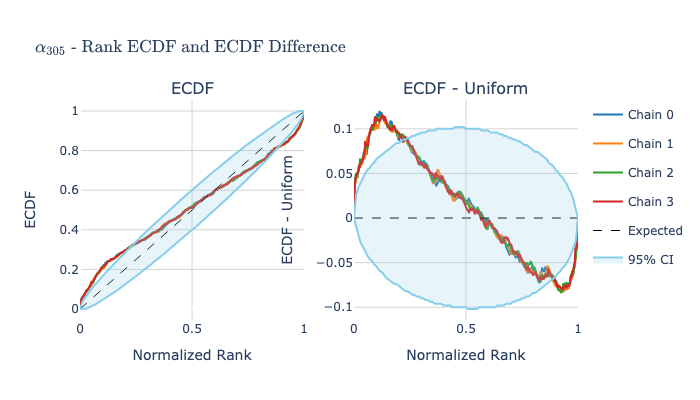 α305 - Rank ECDF and ECDF Difference
ECDF
ECDF - Uniform
1
0.8
0.6
0.4
0.2
0
ECDF
0
0.5
1
Normalized Rank
0.1
0.05
0
−0.05
−0.1
ECDF - Uniform
0
0.5
1
Normalized Rank
Chain 0
Chain 1
Chain 2
Chain 3
Expected
95% CI